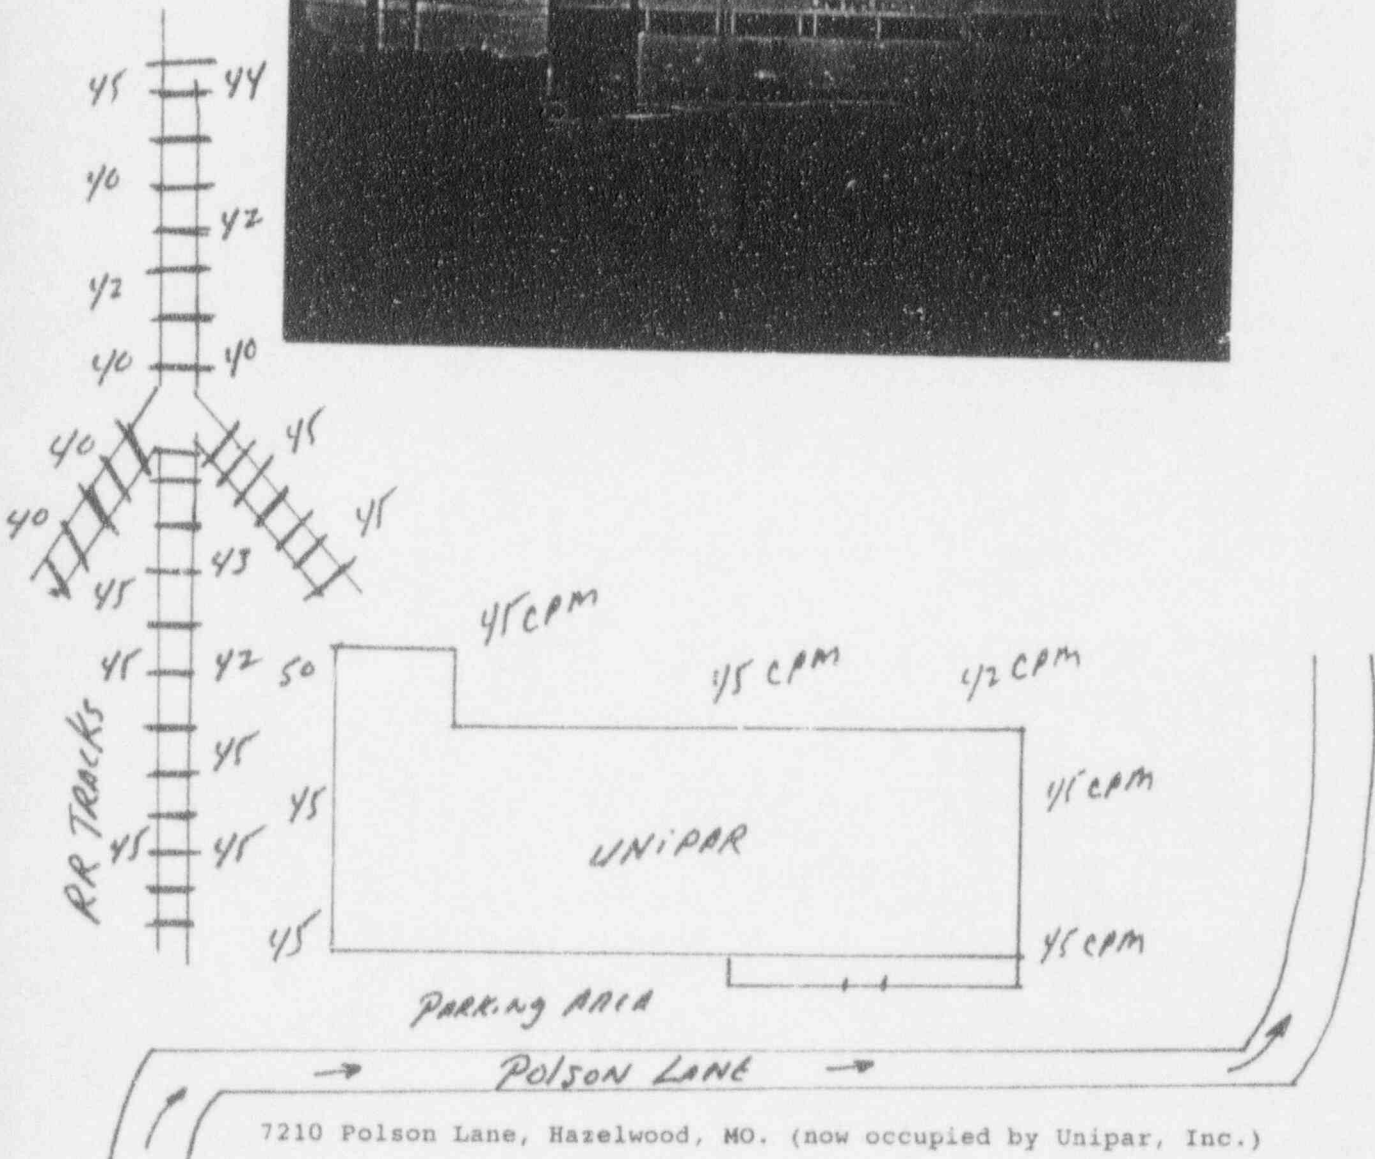 45 44
40
42
42
40 40
40 45
40 45
43
45
45 CPM
45 42 50
45 CPM 42 CPM
RR TRACKS
45
45 45 CPM
45 45
UNIPAR
45 45 CPM
PARKING AREA
POLSON LANE
7210 Polson Lane, Hazelwood, MO. (now occupied by Unipar, Inc.)